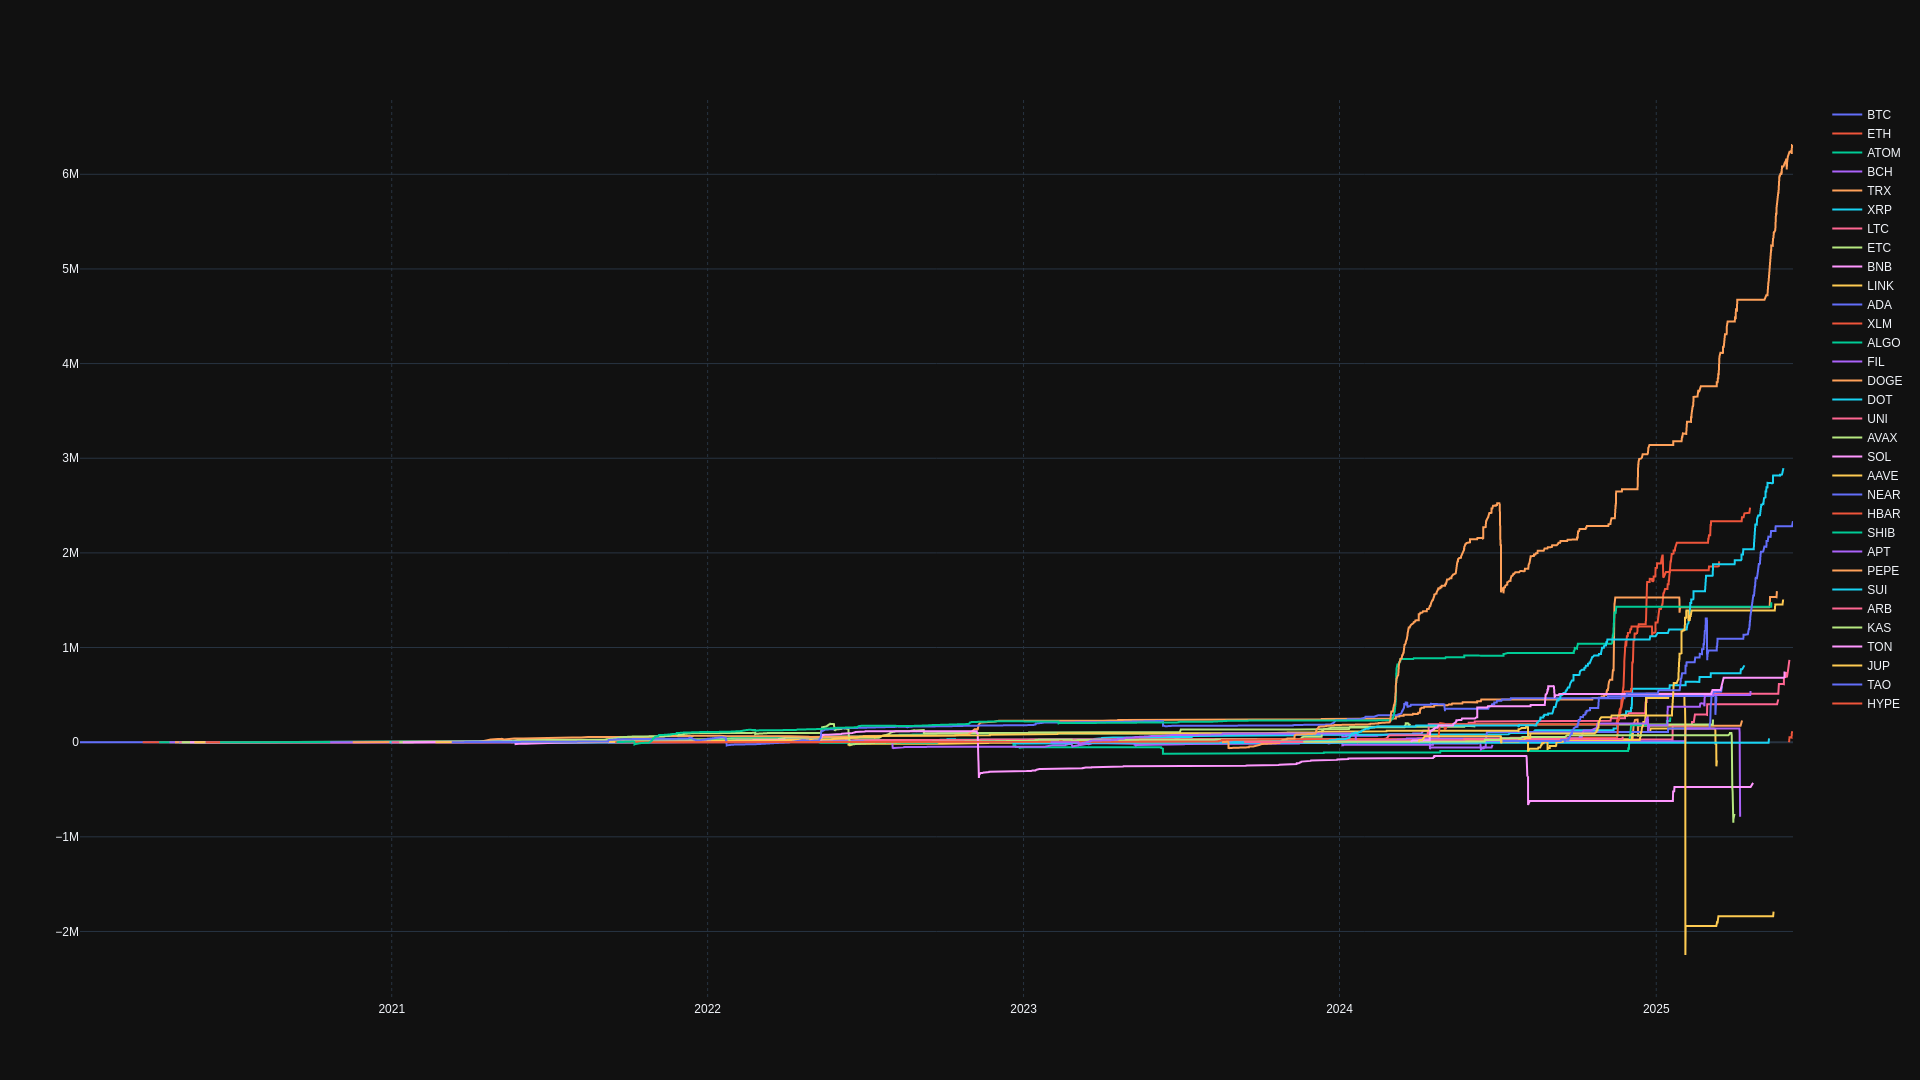 6M
5M
4M
3M
2M
1M
0
−1M
−2M
2021
2022
2023
2024
2025
BTC
ETH
ATOM
BCH
TRX
XRP
LTC
ETC
BNB
LINK
ADA
XLM
ALGO
FIL
DOGE
DOT
UNI
AVAX
SOL
AAVE
NEAR
HBAR
SHIB
APT
PEPE
SUI
ARB
KAS
TON
JUP
TAO
HYPE